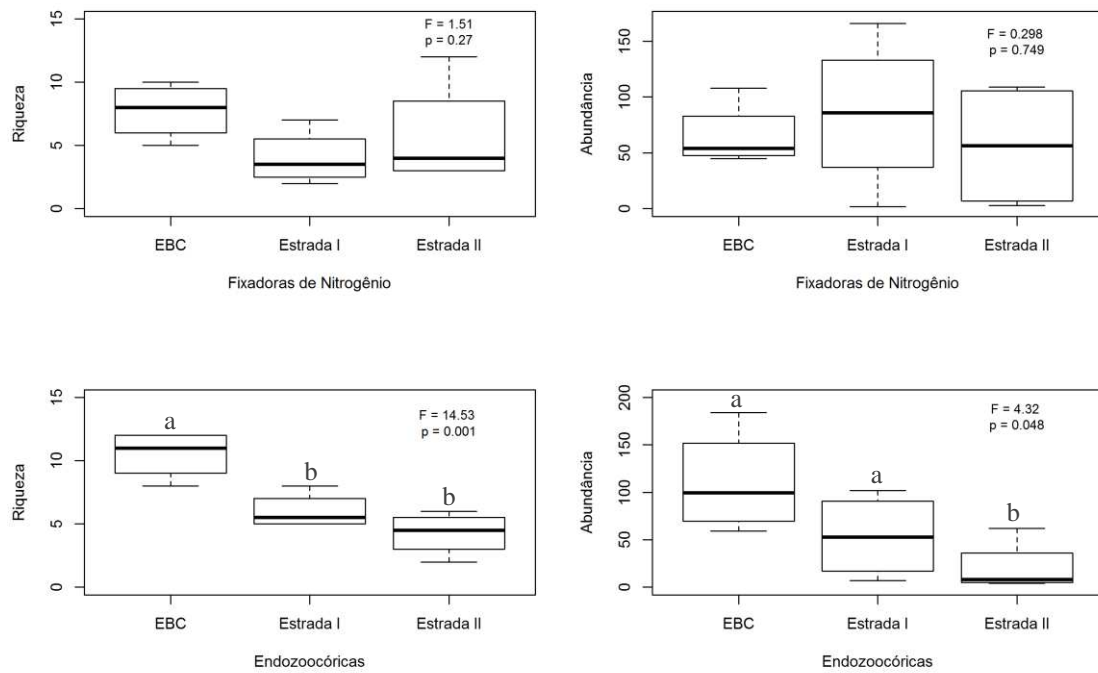 F = 1.51
p = 0.27
Riqueza
15
10
5
0
EBC Estrada I Estrada II
Fixadoras de Nitrogênio
F = 0.298
p = 0.749
Abundância
150
100
50
0
EBC Estrada I Estrada II
Fixadoras de Nitrogênio
F = 14.53
p = 0.001
Riqueza
15
10
5
0
a
b
b
EBC Estrada I Estrada II
Endozoocóricas
F = 4.32
p = 0.048
Abundância
200
150
100
50
0
a
a
b
EBC Estrada I Estrada II
Endozoocóricas